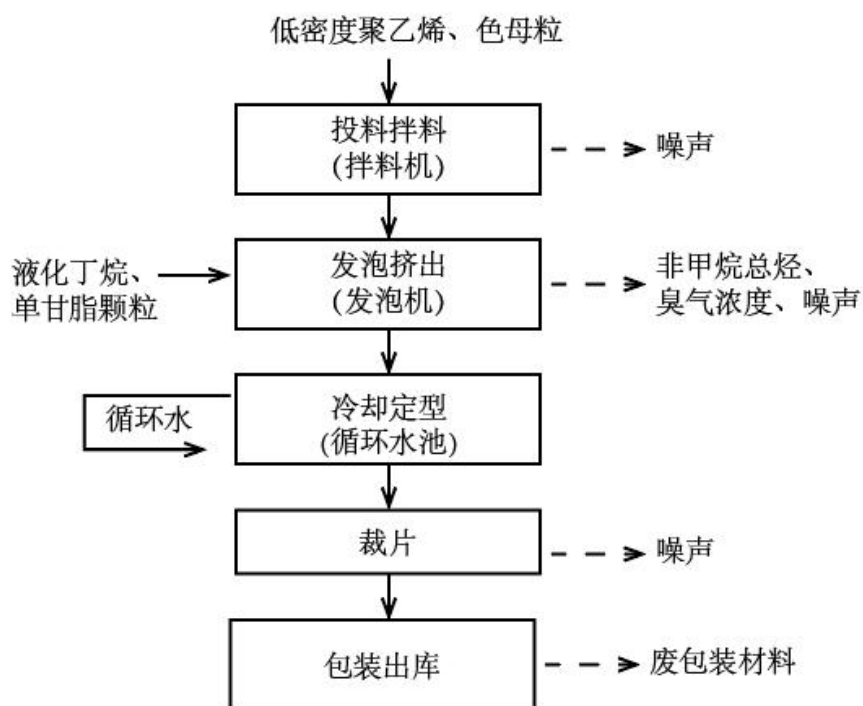 低密度聚乙烯、色母粒
投料拌料
(拌料机)
噪声
液化丁烷、
单甘脂颗粒
发泡挤出
(发泡机)
非甲烷总烃、
臭气浓度、噪声
循环水
冷却定型
(循环水池)
裁片
噪声
包装出库
废包装材料